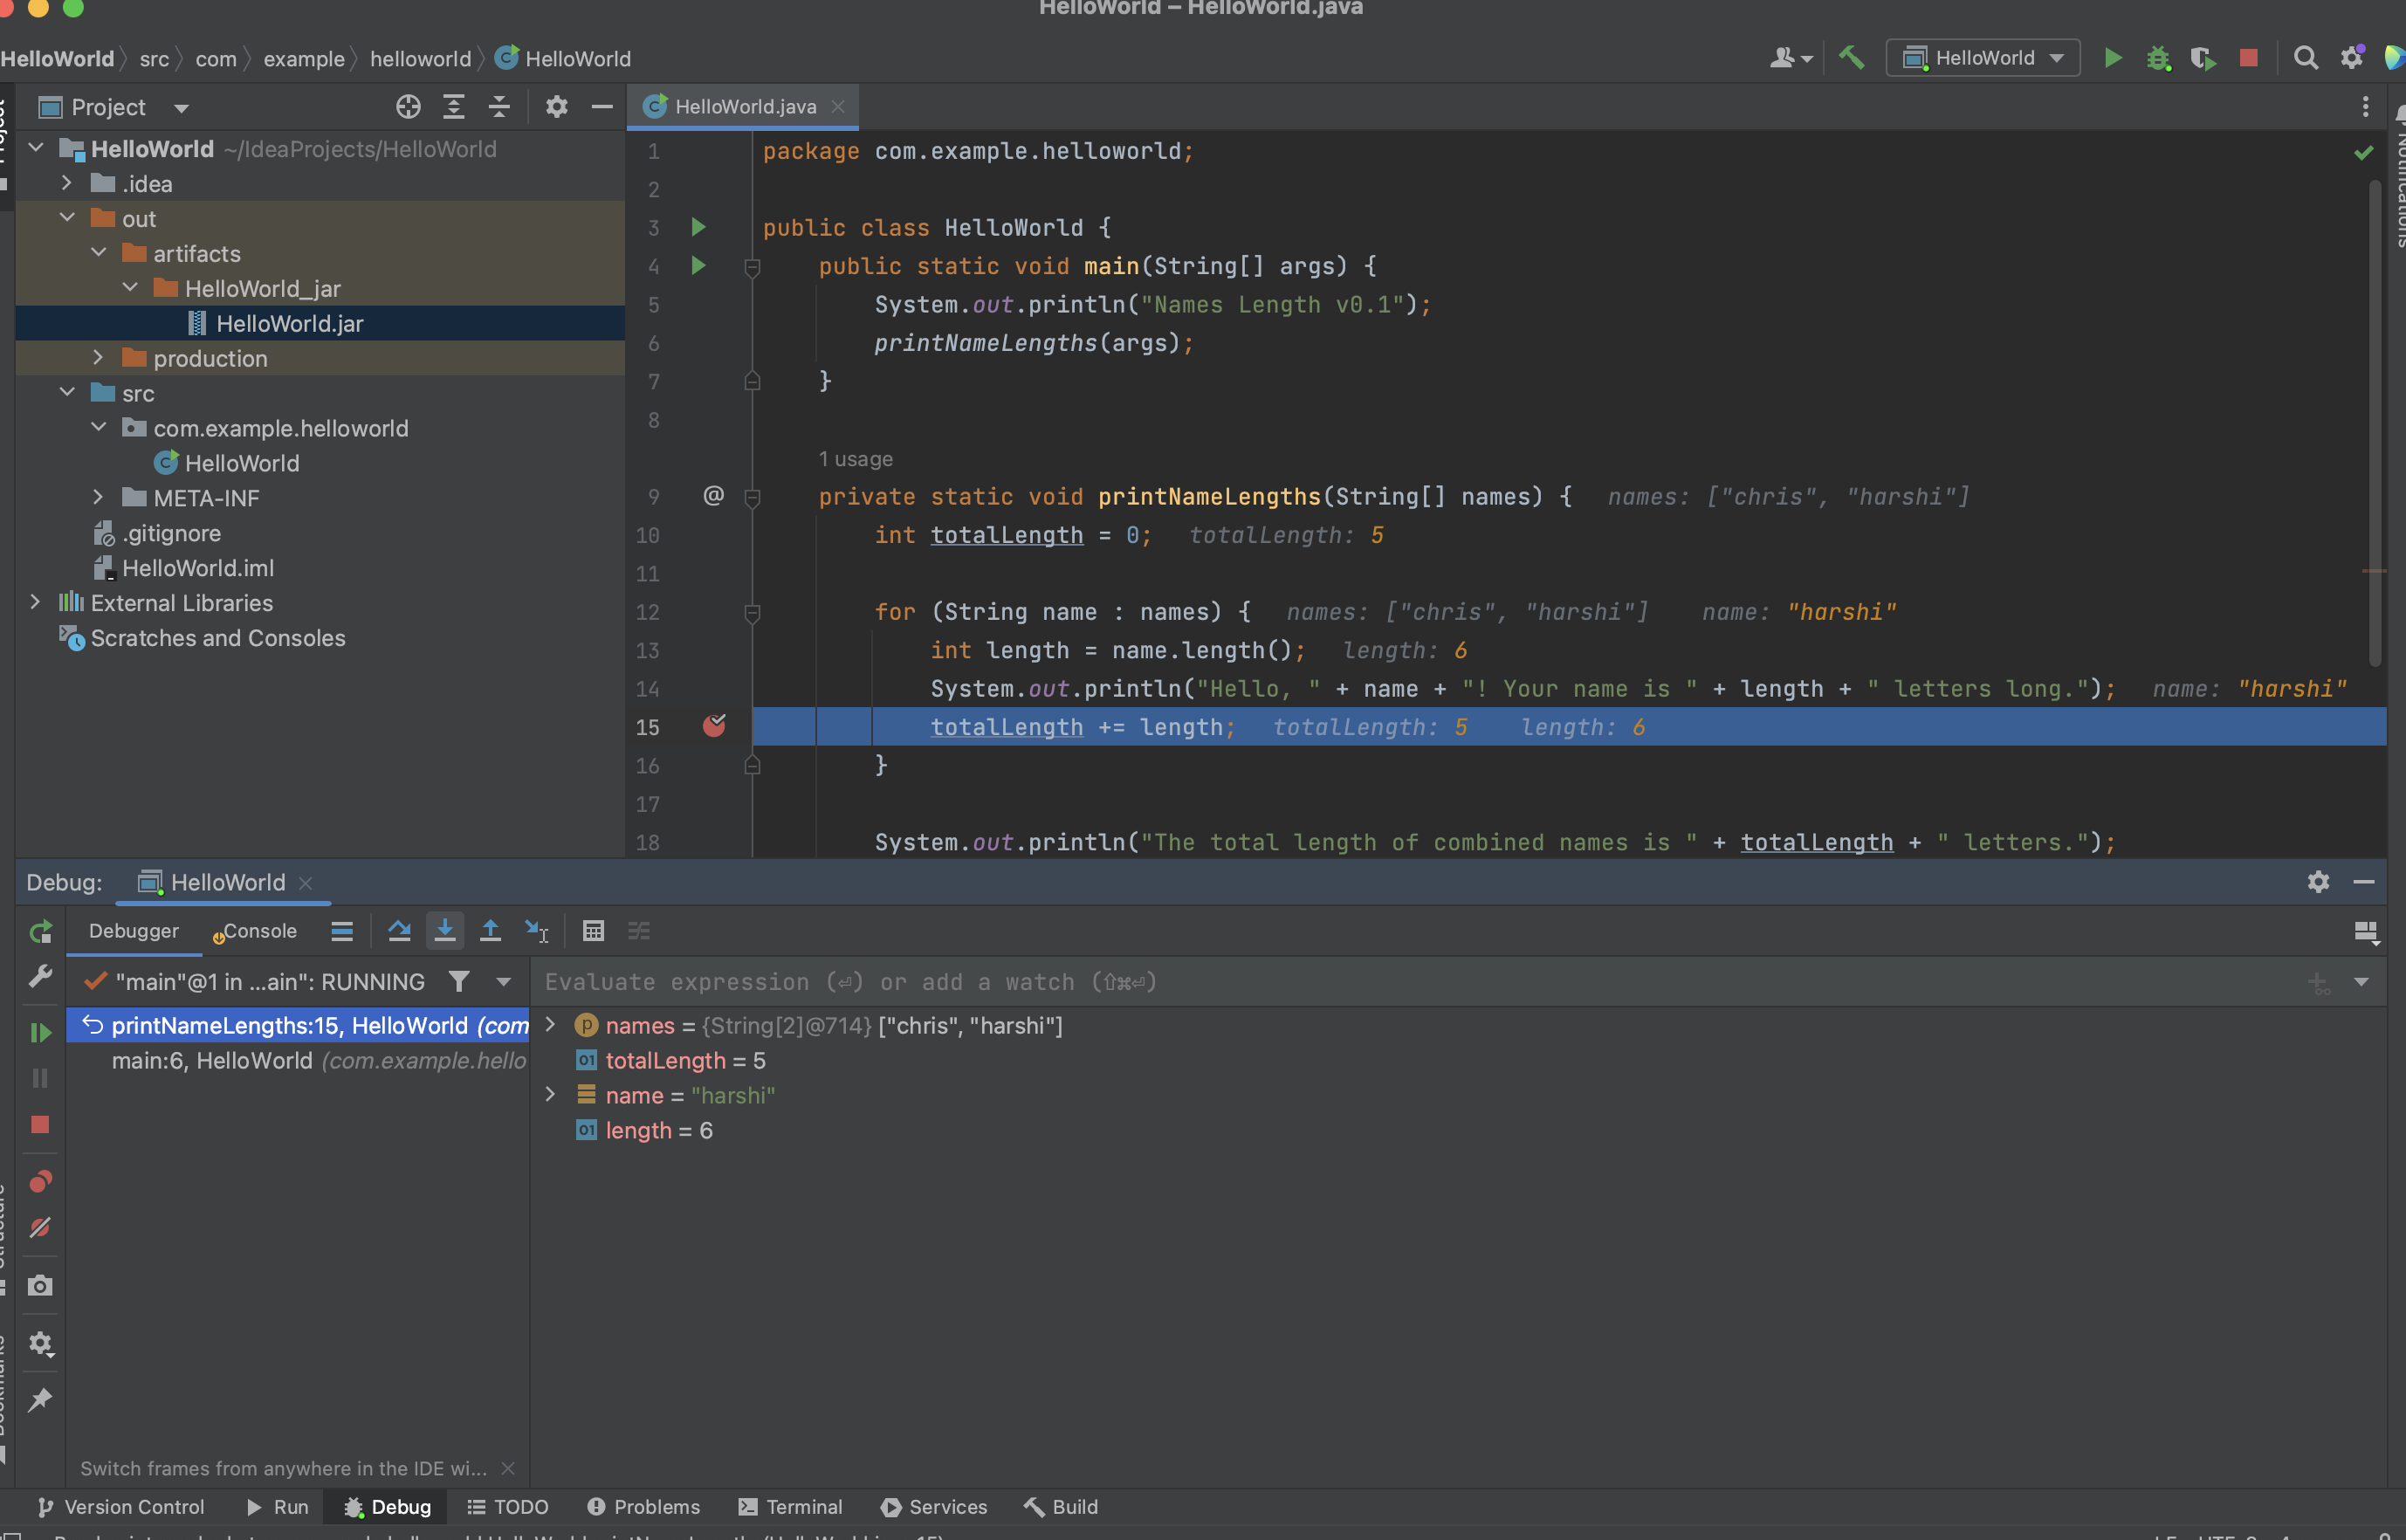 HelloWorld – HelloWorld.java
HelloWorld src com example helloworld HelloWorld
HelloWorld
Project
HelloWorld.java
HelloWorld ~/IdeaProjects/HelloWorld
.idea
out
artifacts
HelloWorld_jar
HelloWorld.jar
production
src
com.example.helloworld
HelloWorld
META-INF
.gitignore
HelloWorld.iml
External Libraries
Scratches and Consoles
1 package com.example.helloworld;
2
3 public class HelloWorld {
4 public static void main(String[] args) {
5 System.out.println("Names Length v0.1");
6 printNameLengths(args);
7 }
8
1 usage
9 @ private static void printNameLengths(String[] names) { names: ["chris", "harshi"]
10 int totalLength = 0; totalLength: 5
11
12 for (String name : names) { names: ["chris", "harshi"] name: "harshi"
13 int length = name.length(); length: 6
14 System.out.println("Hello, " + name + "! Your name is " + length + " letters long."); name: "harshi"
15 totalLength += length; totalLength: 5 length: 6
16 }
17
18 System.out.println("The total length of combined names is " + totalLength + " letters.");
Notifications
Debug: HelloWorld
Debugger Console
"main"@1 in ...ain": RUNNING
Evaluate expression (⏎) or add a watch (⇧⌘⏎)
printNameLengths:15, HelloWorld (com
main:6, HelloWorld (com.example.hello
names = {String[2]@714} ["chris", "harshi"]
totalLength = 5
name = "harshi"
length = 6
Switch frames from anywhere in the IDE wi...
Version Control Run Debug TODO Problems Terminal Services Build